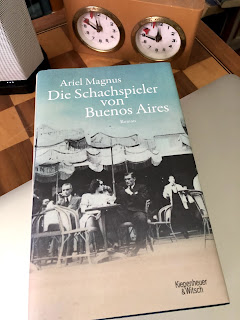 Ariel Magnus
Die Schachspieler
von
Buenos Aires
Roman
Kiepenheuer
&Witsch